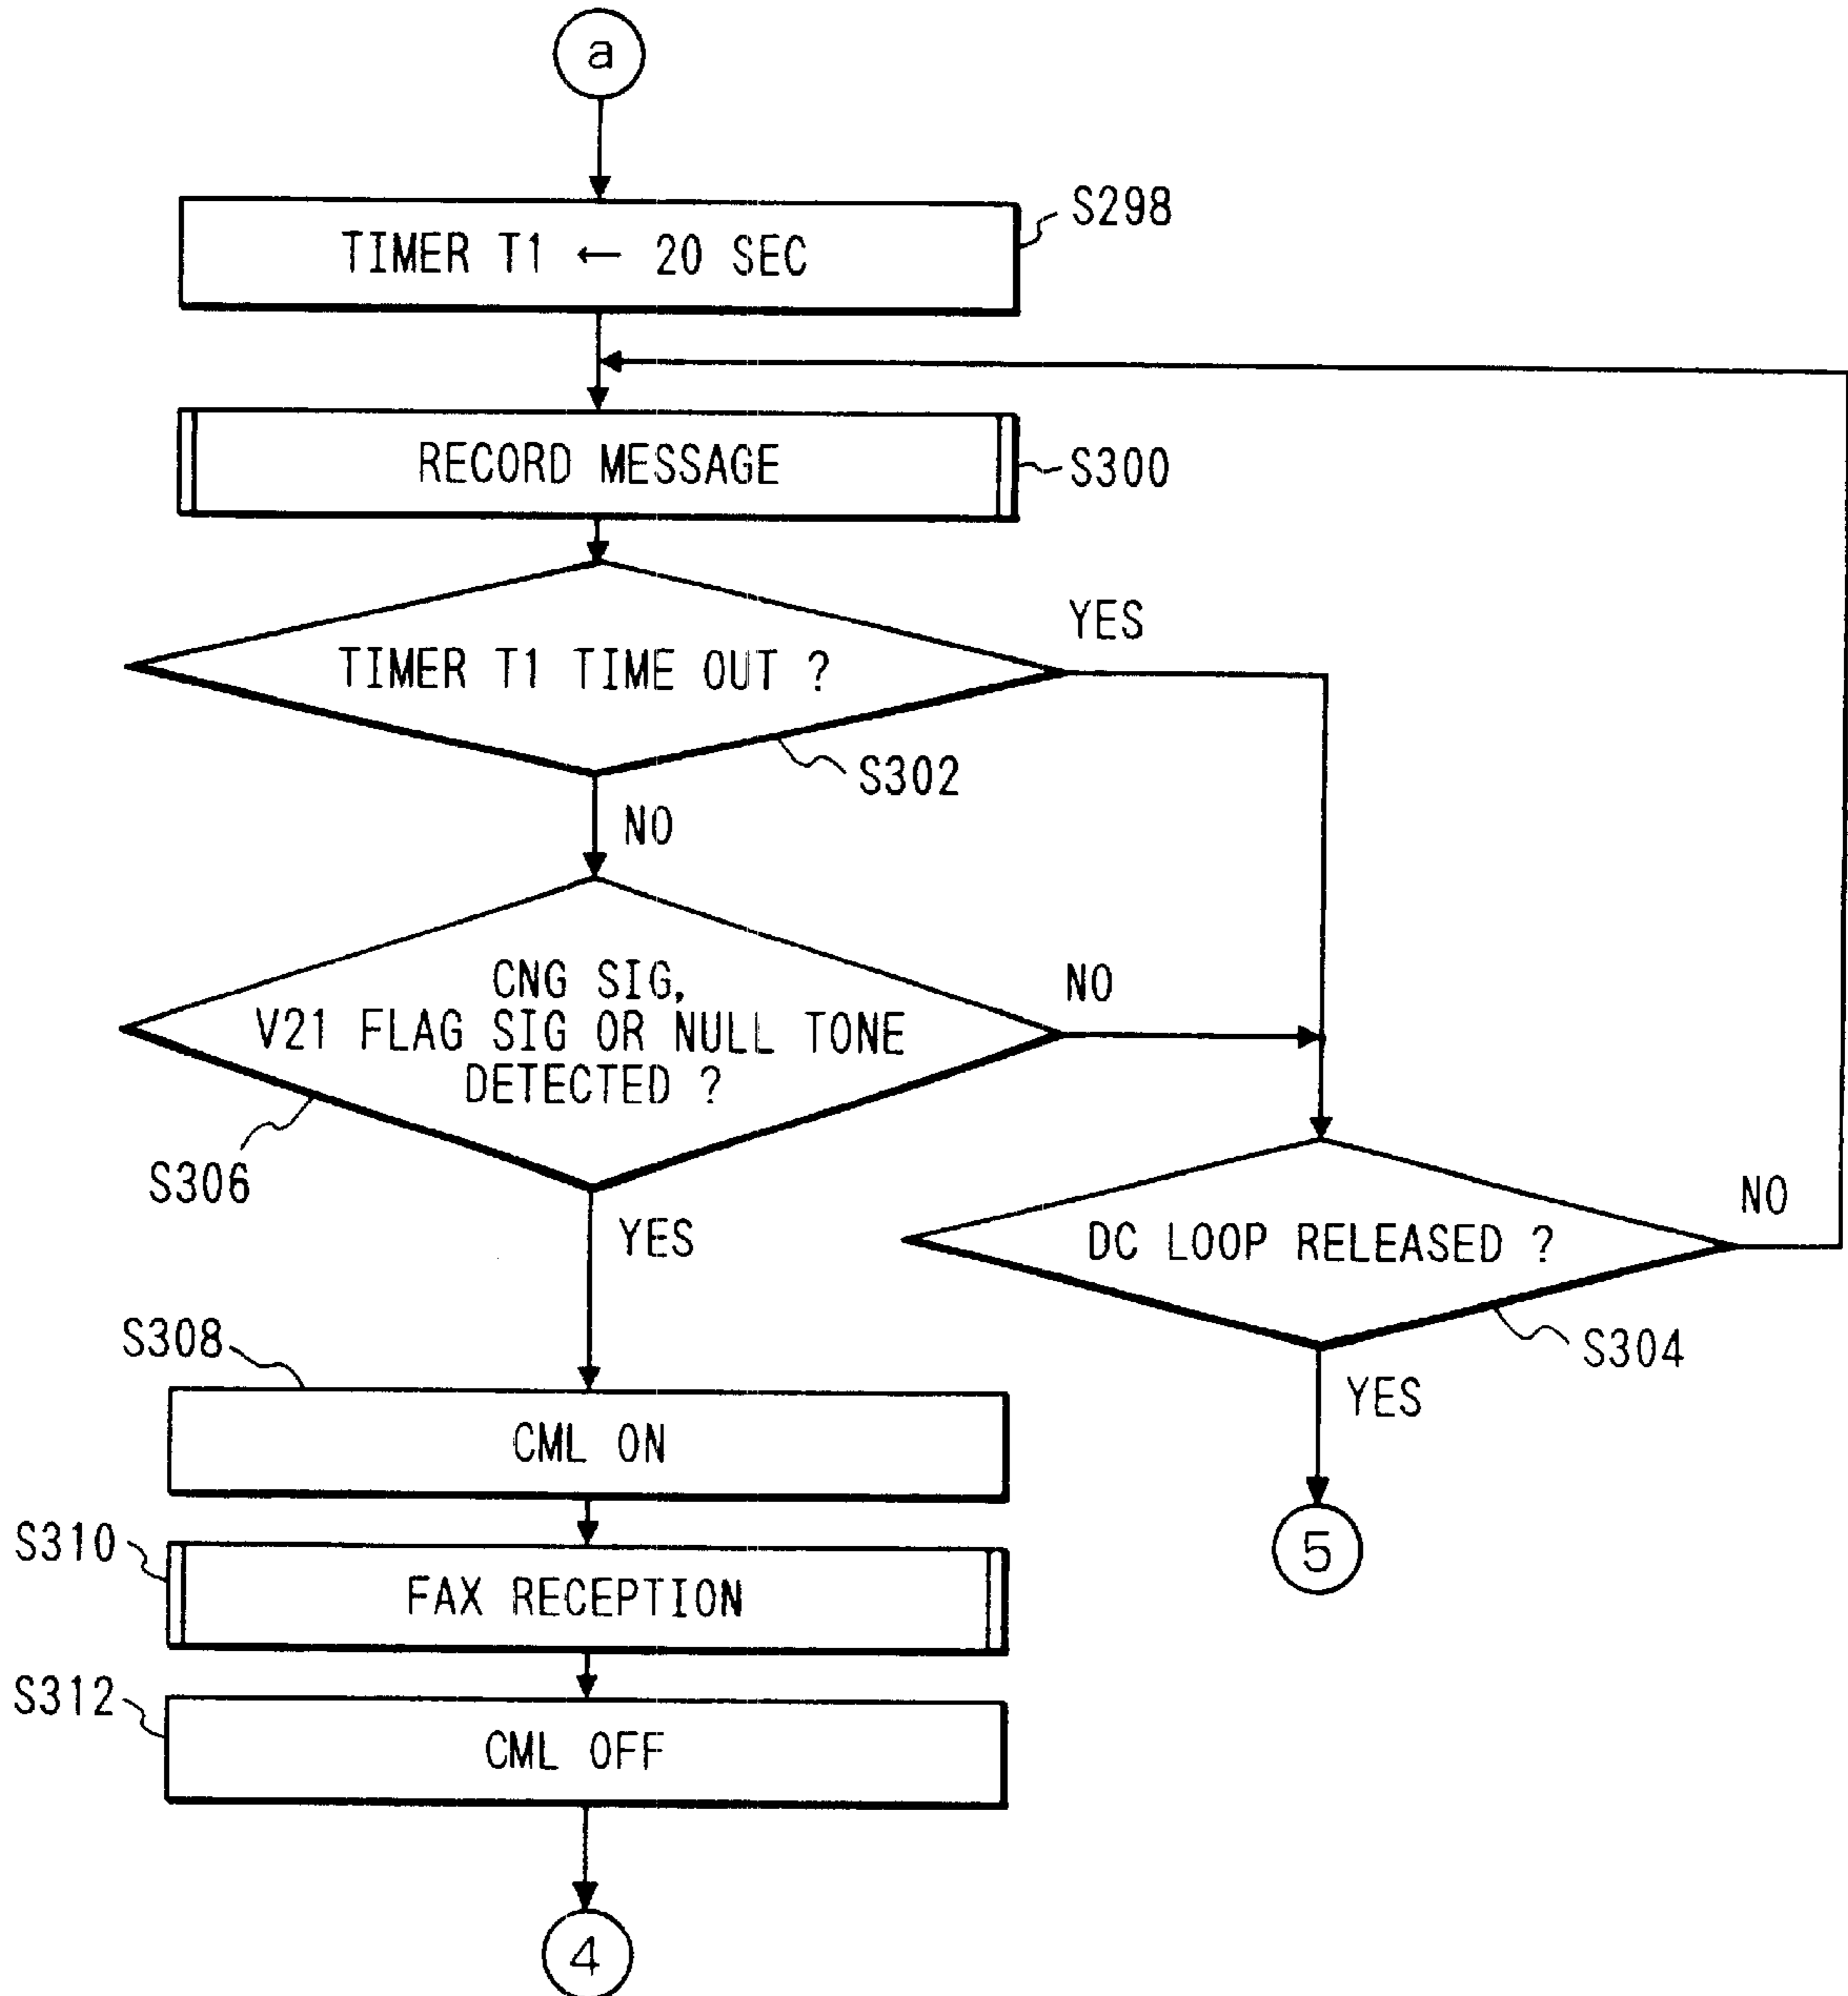 a
TIMER T1 ← 20 SEC
S298
RECORD MESSAGE
S300
TIMER T1 TIME OUT ?
YES
S302
NO
CNG SIG,
V21 FLAG SIG OR NULL TONE
DETECTED ?
NO
S306
YES
DC LOOP RELEASED ?
NO
S304
YES
5
S308
CML ON
S310
FAX RECEPTION
S312
CML OFF
4